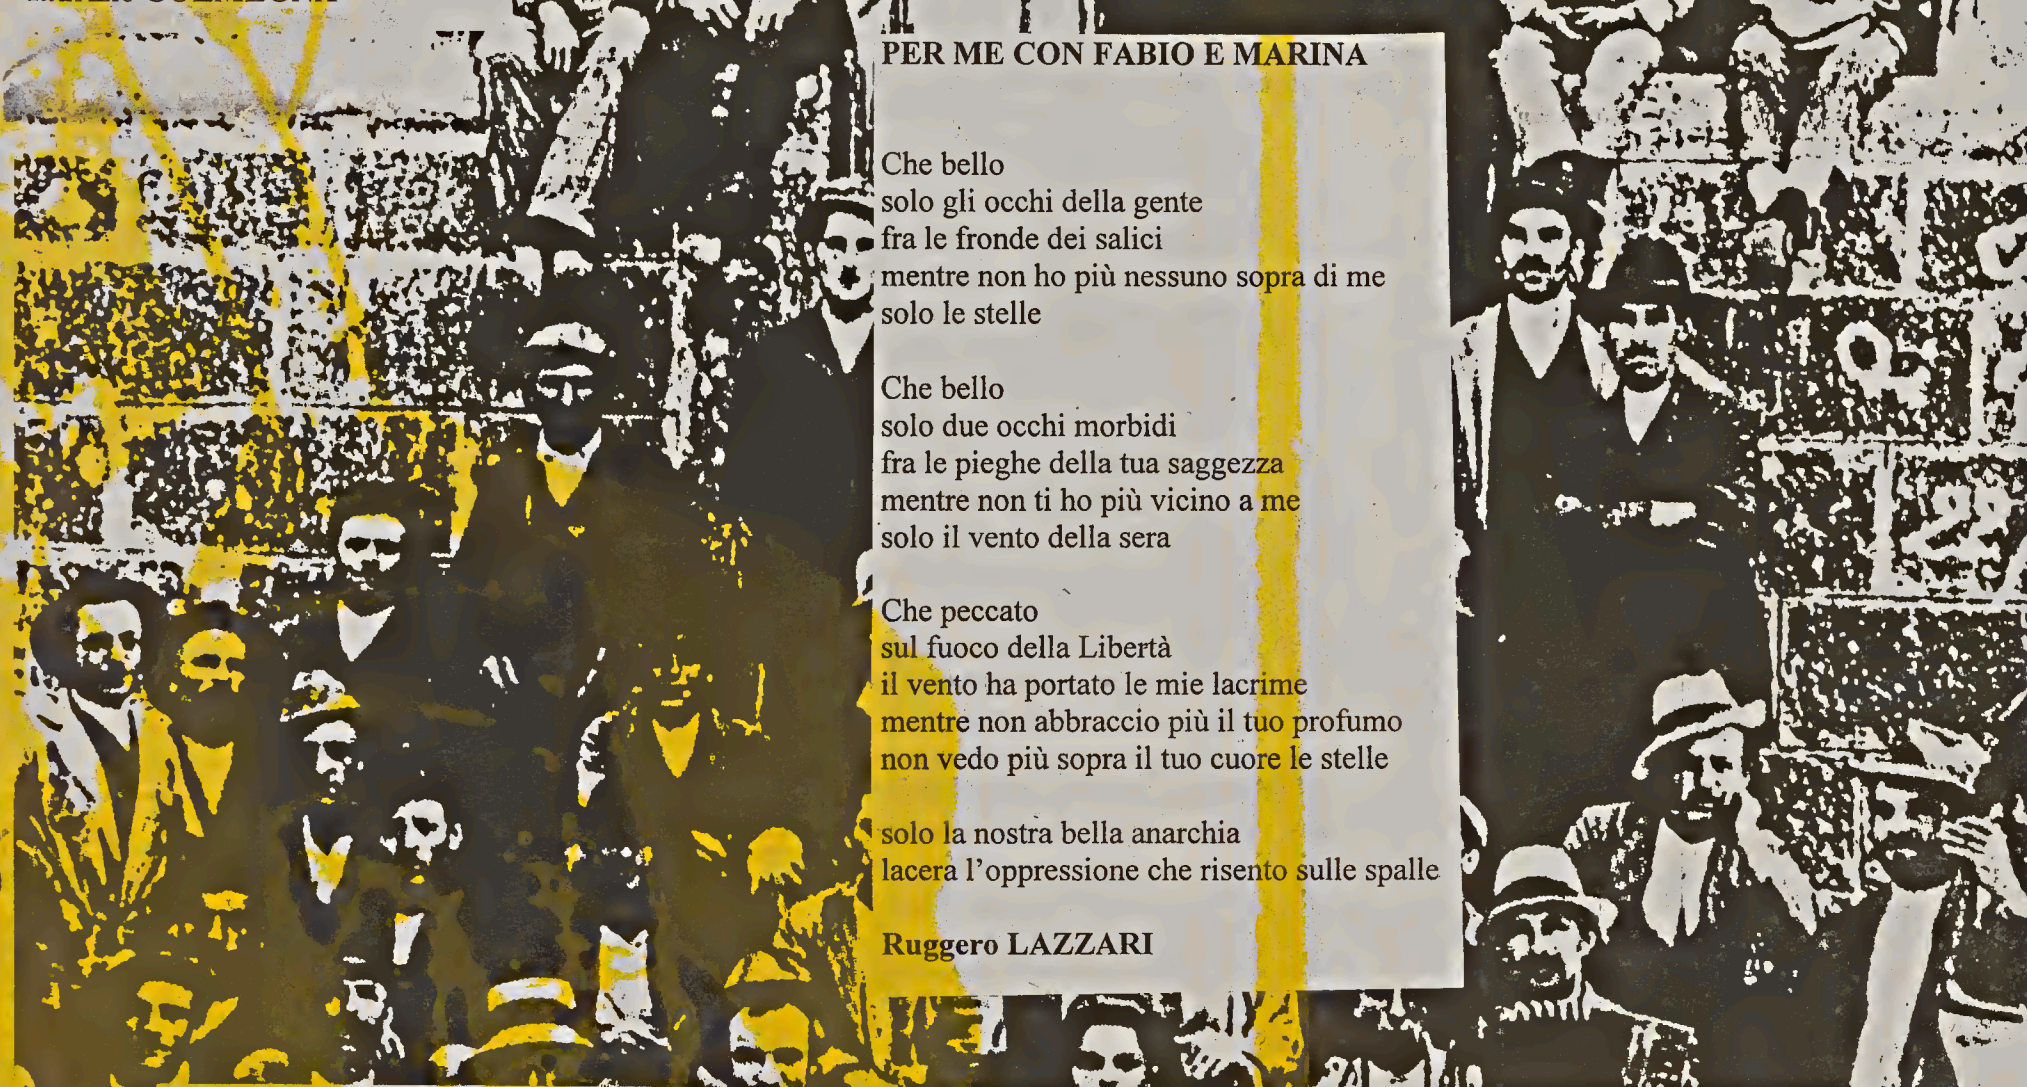 PER ME CON FABIO E MARINA
Che bello
solo gli occhi della gente
fra le fronde dei salici
mentre non ho più nessuno sopra di me
solo le stelle
Che bello
solo due occhi morbidi
fra le pieghe della tua saggezza
mentre non ti ho più vicino a me
solo il vento della sera
Che peccato
sul fuoco della Libertà
il vento ha portato le mie lacrime
mentre non abbraccio più il tuo profumo
non vedo più sopra il tuo cuore le stelle
solo la nostra bella anarchia
lacera l'oppressione che risento sulle spalle
Ruggero LAZZARI